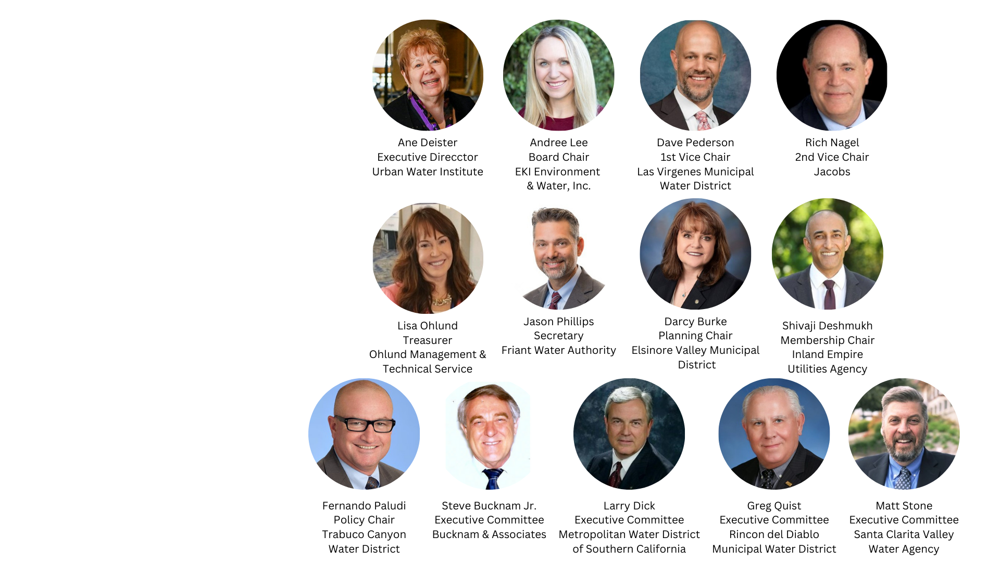 Ane Deister
Executive Direcctor
Urban Water Institute
Andree Lee
Board Chair
EKI Environment
& Water, Inc.
Dave Pederson
1st Vice Chair
Las Virgenes Municipal
Water District
Rich Nagel
2nd Vice Chair
Jacobs
Lisa Ohlund
Treasurer
Ohlund Management &
Technical Service
Jason Phillips
Secretary
Friant Water Authority
Darcy Burke
Planning Chair
Elsinore Valley Municipal
District
Shivaji Deshmukh
Membership Chair
Inland Empire
Utilities Agency
Fernando Paludi
Policy Chair
Trabuco Canyon
Water District
Steve Bucknam Jr.
Executive Committee
Bucknam & Associates
Larry Dick
Executive Committee
Metropolitan Water District
of Southern California
Greg Quist
Executive Committee
Rincon del Diablo
Municipal Water District
Matt Stone
Executive Committee
Santa Clarita Valley
Water Agency